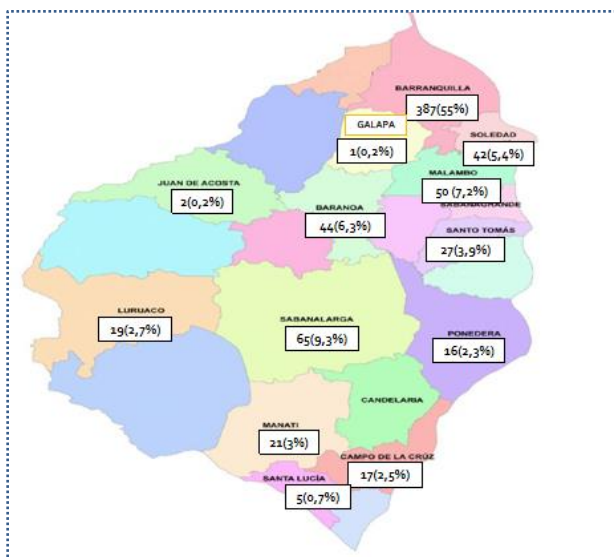 BARRANQUILLA
387(55%)
GALAPA
1(0,2%)
SOLEDAD
42(5,4%)
MALAMBO
50 (7,2%)
JUAN DE ACOSTA
2(0,2%)
BARANOA
44(6,3%)
SABANAGRANDE
SANTO TOMÁS
27(3,9%)
LURUACO
19(2,7%)
SABANALARGA
65(9,3%)
PONEDERA
16(2,3%)
CANDELARIA
MANATI
21(3%)
CAMPO DE LA CRÚZ
17(2,5%)
SANTA LUCÍA
5(0,7%)